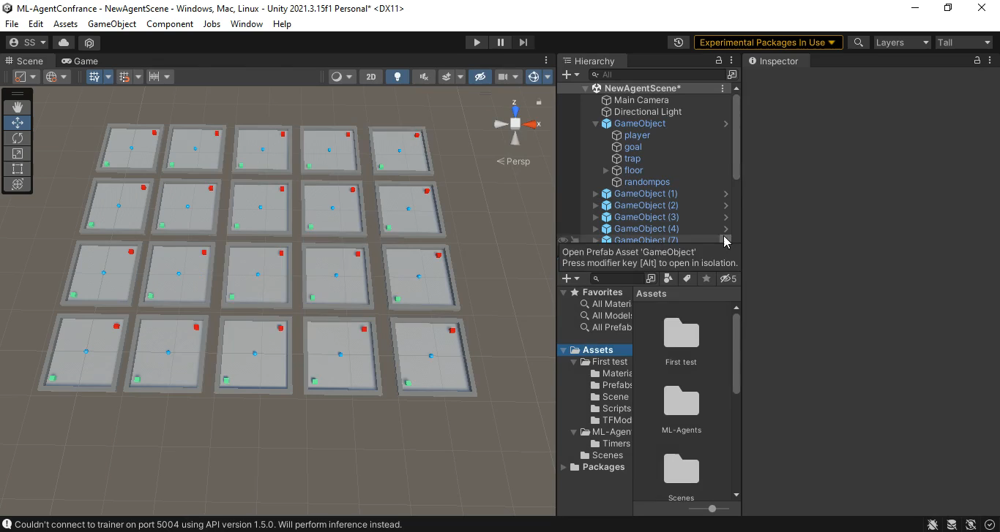 ML-AgentConfrance - NewAgentScene - Windows, Mac, Linux - Unity 2021.3.15f1 Personal* <DX11>
File Edit Assets GameObject Component Jobs Window Help
SS Experimental Packages In Use Layers Tall
Scene Game
2D
Z
X
Persp
Hierarchy
All
NewAgentScene*
Main Camera
Directional Light
GameObject
player
goal
trap
floor
randompos
GameObject (1)
GameObject (2)
GameObject (3)
GameObject (4)
GameObject (7)
Open Prefab Asset 'GameObject'
Press modifier key [Alt] to open in isolation.
5
Favorites
All Materi
All Models
All Prefab
Assets
First test
Materia
Prefabs
Scene
Scripts
TFMod
ML-Agen
Timers
Scenes
Packages
Assets
First test
ML-Agents
Scenes
Inspector
Couldn't connect to trainer on port 5004 using API version 1.5.0. Will perform inference instead.